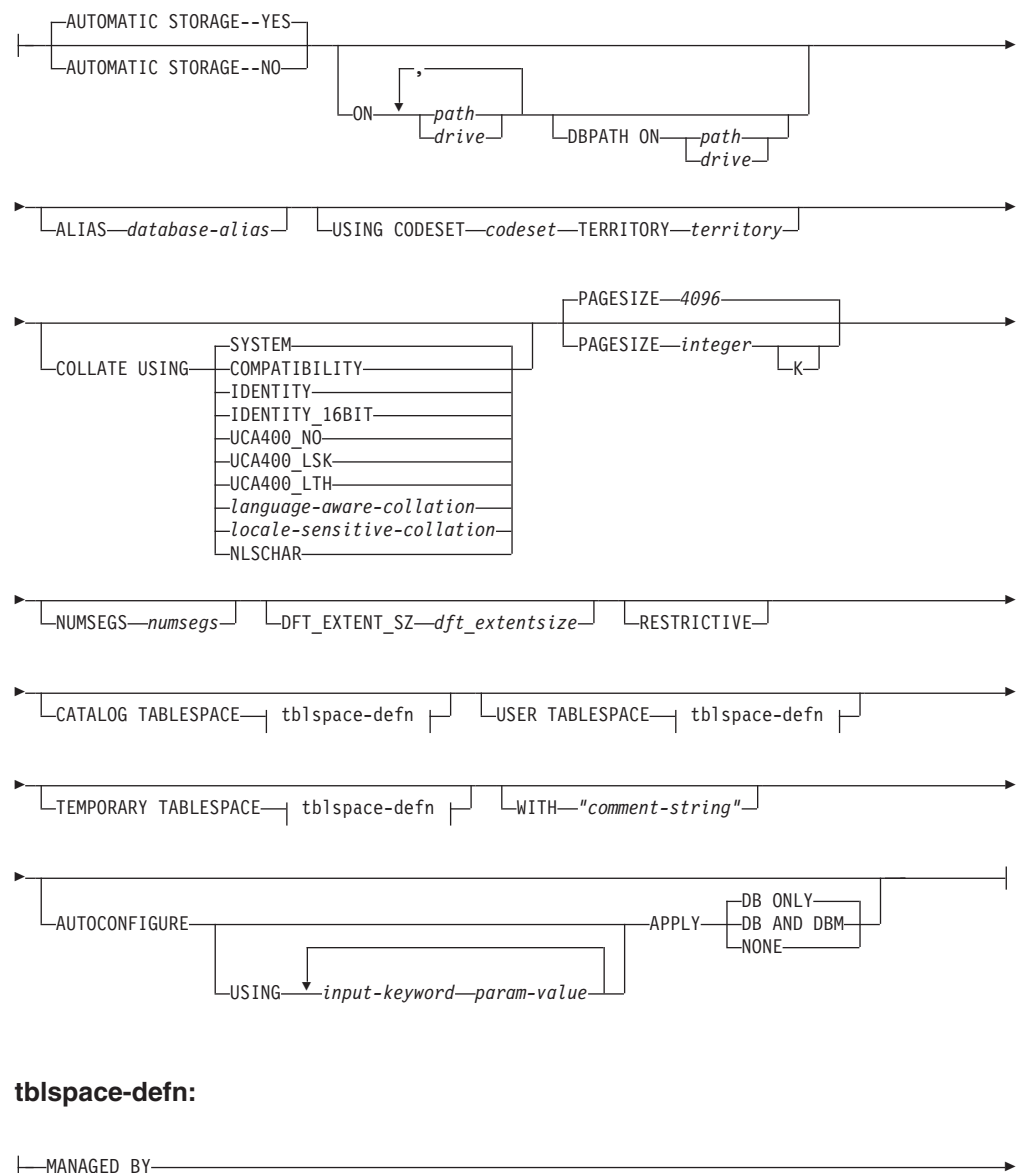 AUTOMATIC STORAGE--YES
AUTOMATIC STORAGE--NO
,
ON path DBPATH ON path
drive drive
ALIAS database-alias USING CODESET codeset TERRITORY territory
PAGESIZE 4096
COLLATE USING SYSTEM PAGESIZE integer K
COMPATIBILITY
IDENTITY
IDENTITY_16BIT
UCA400_NO
UCA400_LSK
UCA400_LTH
language-aware-collation
locale-sensitive-collation
NLSCHAR
NUMSEGS numsegs DFT_EXTENT_SZ dft_extentsize RESTRICTIVE
CATALOG TABLESPACE tblspace-defn USER TABLESPACE tblspace-defn
TEMPORARY TABLESPACE tblspace-defn WITH "comment-string"
DB ONLY
AUTOCONFIGURE APPLY DB AND DBM
NONE
USING input-keyword param-value
tblspace-defn:
MANAGED BY